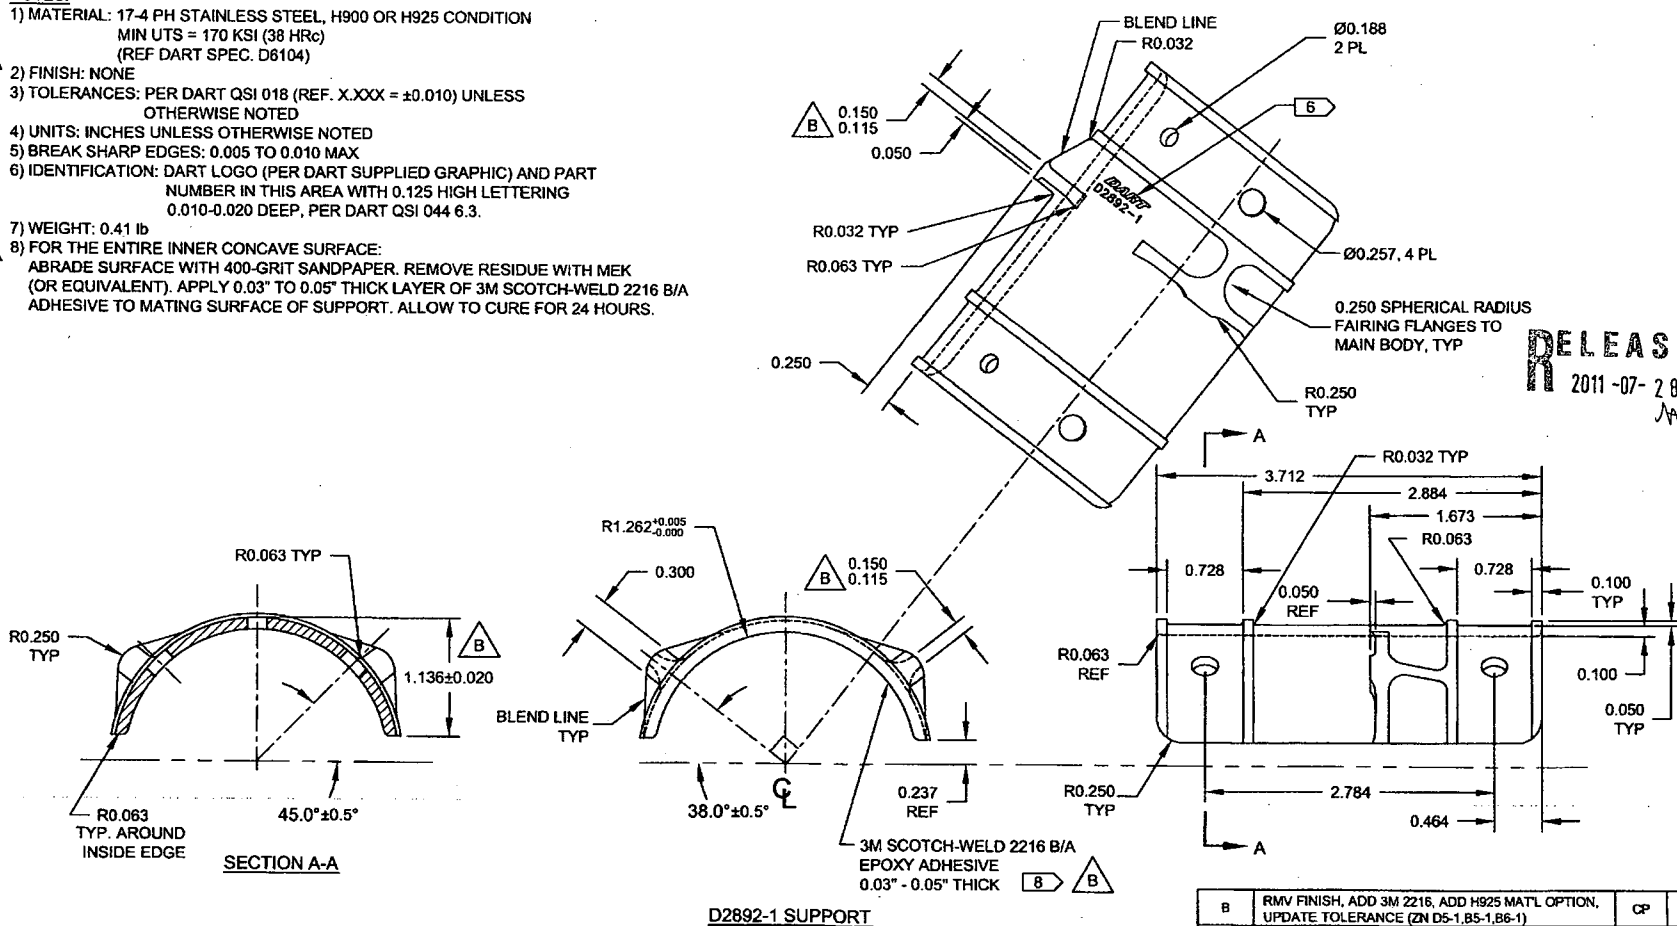 1) MATERIAL: 17-4 PH STAINLESS STEEL, H900 OR H925 CONDITION
MIN UTS = 170 KSI (38 HRc)
(REF DART SPEC. D6104)
2) FINISH: NONE
3) TOLERANCES: PER DART QSI 018 (REF. X.XXX = ±0.010) UNLESS
OTHERWISE NOTED
4) UNITS: INCHES UNLESS OTHERWISE NOTED
5) BREAK SHARP EDGES: 0.005 TO 0.010 MAX
6) IDENTIFICATION: DART LOGO (PER DART SUPPLIED GRAPHIC) AND PART
NUMBER IN THIS AREA WITH 0.125 HIGH LETTERING
0.010-0.020 DEEP, PER DART QSI 044 6.3.
7) WEIGHT: 0.41 lb
8) FOR THE ENTIRE INNER CONCAVE SURFACE:
ABRADE SURFACE WITH 400-GRIT SANDPAPER. REMOVE RESIDUE WITH MEK
(OR EQUIVALENT). APPLY 0.03" TO 0.05" THICK LAYER OF 3M SCOTCH-WELD 2216 B/A
ADHESIVE TO MATING SURFACE OF SUPPORT. ALLOW TO CURE FOR 24 HOURS.
BLEND LINE
R0.032
Ø0.188
2 PL
6
B
0.150
0.115
0.050
DART
D2892-1
R0.032 TYP
R0.063 TYP
Ø0.257, 4 PL
0.250 SPHERICAL RADIUS
FAIRING FLANGES TO
MAIN BODY, TYP
0.250
R0.250
TYP
RELEAS
2011-07-28
R0.063 TYP
R0.250
TYP
B
1.136±0.020
R0.063
TYP. AROUND
INSIDE EDGE
45.0°±0.5°
SECTION A-A
R1.262 +0.005
-0.000
0.300
B
0.150
0.115
BLEND LINE
TYP
38.0°±0.5°
CL
0.237
REF
3M SCOTCH-WELD 2216 B/A
EPOXY ADHESIVE
0.03" - 0.05" THICK
8
B
D2892-1 SUPPORT
A
R0.032 TYP
3.712
2.884
1.673
R0.063
0.728
0.050
REF
0.728
0.100
TYP
R0.063
REF
0.100
0.050
TYP
R0.250
TYP
2.784
0.464
A
B
RMV FINISH, ADD 3M 2216, ADD H925 MAT'L OPTION,
UPDATE TOLERANCE (ZN D5-1,B5-1,B6-1)
CP